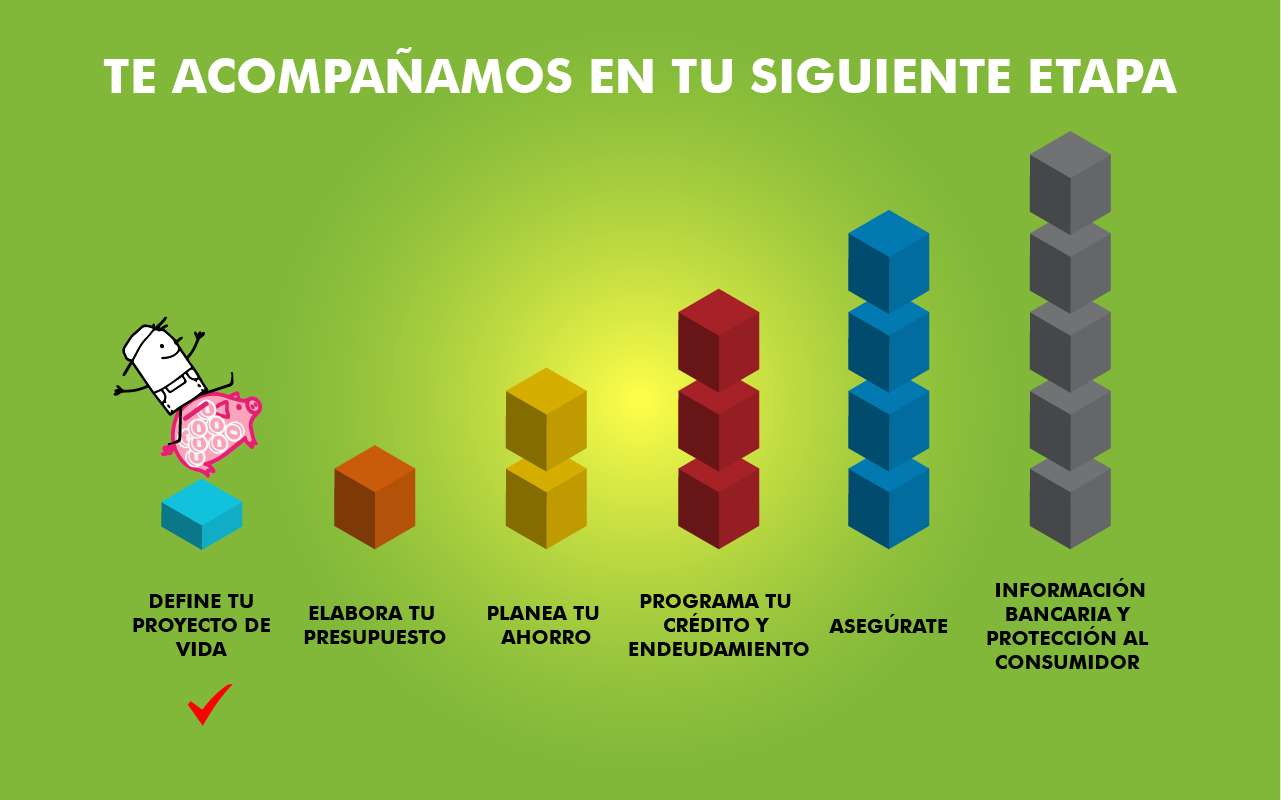 TE ACOMPAÑAMOS EN TU SIGUIENTE ETAPA
DEFINE TU
PROYECTO DE
VIDA
ELABORA TU
PRESUPUESTO
PLANEA TU
AHORRO
PROGRAMA TU
CRÉDITO Y
ENDEUDAMIENTO
ASEGÚRATE
INFORMACIÓN
BANCARIA Y
PROTECCIÓN AL
CONSUMIDOR